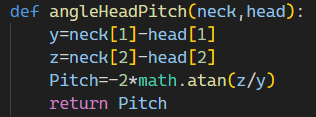 def angleHeadPitch(neck,head):
    y=neck[1]-head[1]
    z=neck[2]-head[2]
    Pitch=-2*math.atan(z/y)
    return Pitch